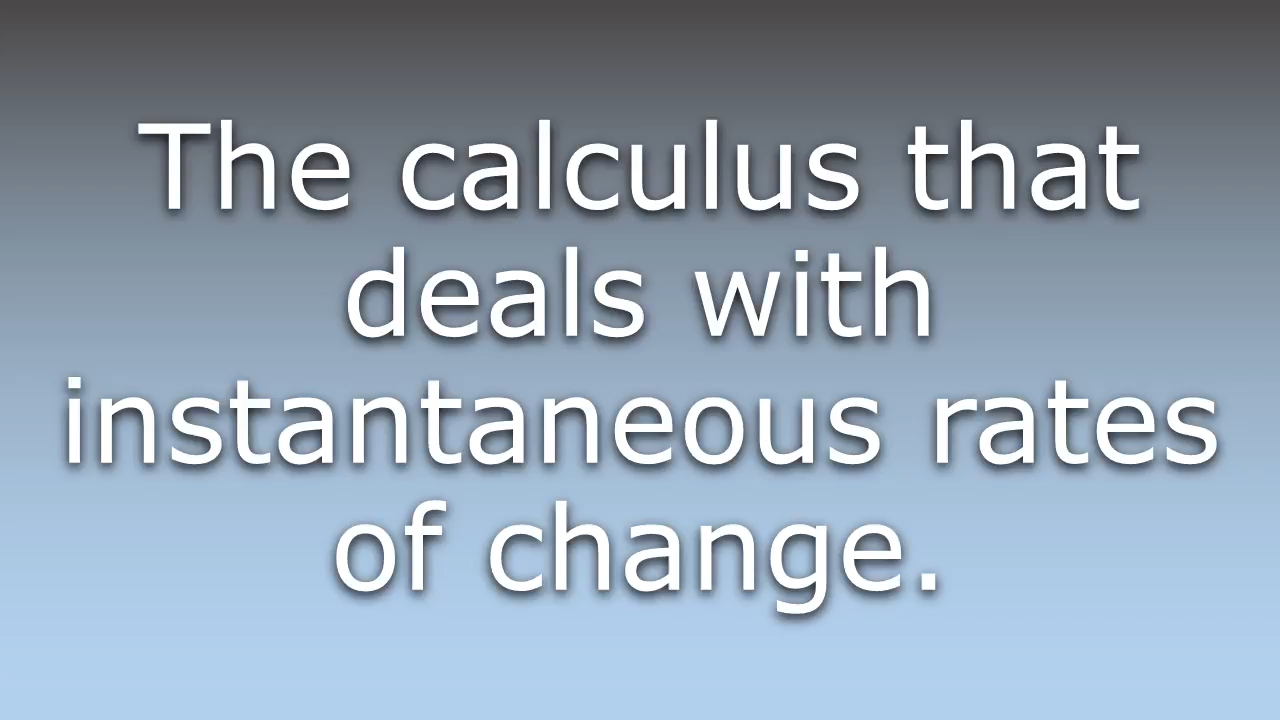 The calculus that
deals with
instantaneous rates
of change.